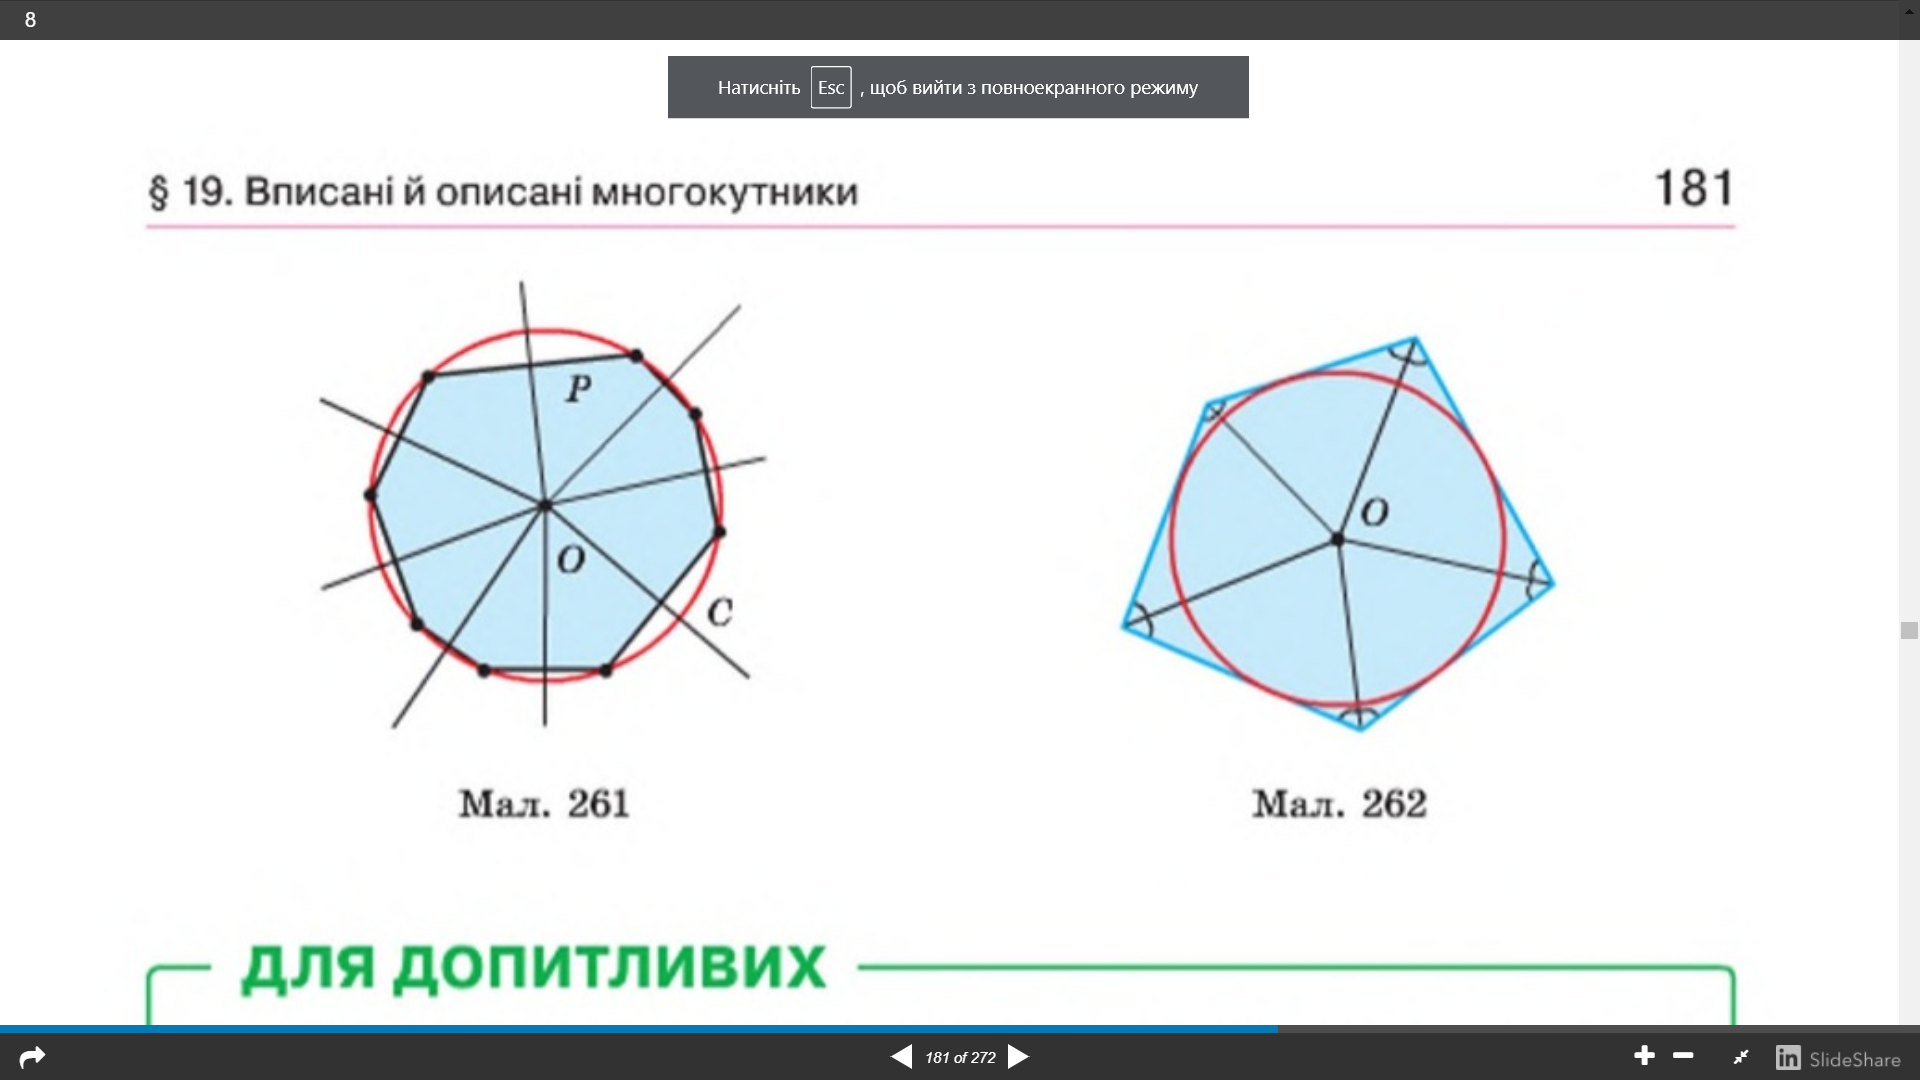 8
Натисніть Esc , щоб вийти з повноекранного режиму
§ 19. Вписані й описані многокутники 181
P
O
C
O
Мал. 261 Мал. 262
ДЛЯ ДОПИТЛИВИХ
181 of 272
in SlideShare